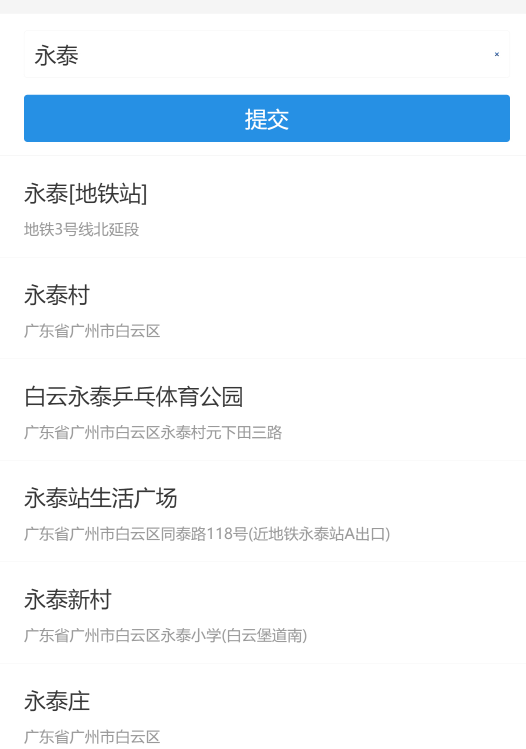 永泰
提交
永泰[地铁站]
地铁3号线北延段
永泰村
广东省广州市白云区
白云永泰乒乓体育公园
广东省广州市白云区永泰村元下田三路
永泰站生活广场
广东省广州市白云区同泰路118号(近地铁永泰站A出口)
永泰新村
广东省广州市白云区永泰小学(白云堡道南)
永泰庄
广东省广州市白云区